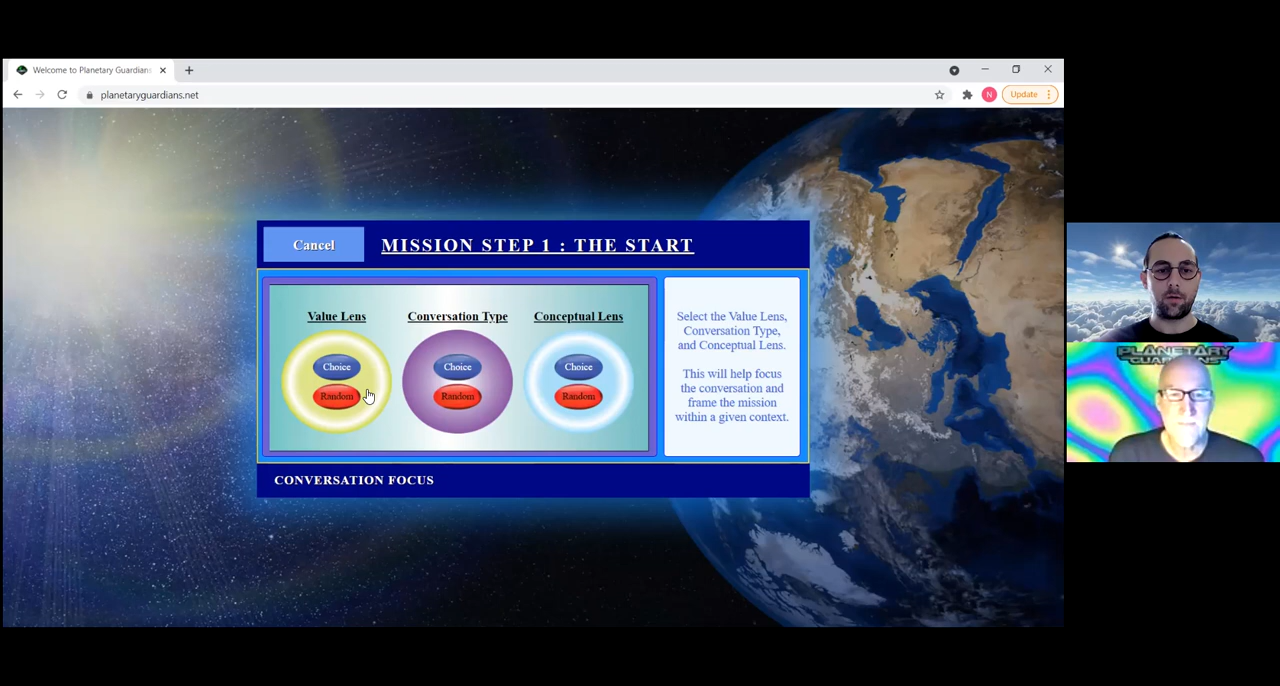 Welcome to Planetary Guardians
planetaryguardians.net
N
Update
Cancel
MISSION STEP 1 : THE START
Value Lens
Conversation Type
Conceptual Lens
Choice
Choice
Choice
Random
Random
Random
Select the Value Lens,
Conversation Type,
and Conceptual Lens.
This will help focus
the conversation and
frame the mission
within a given context.
CONVERSATION FOCUS
PLANETARY